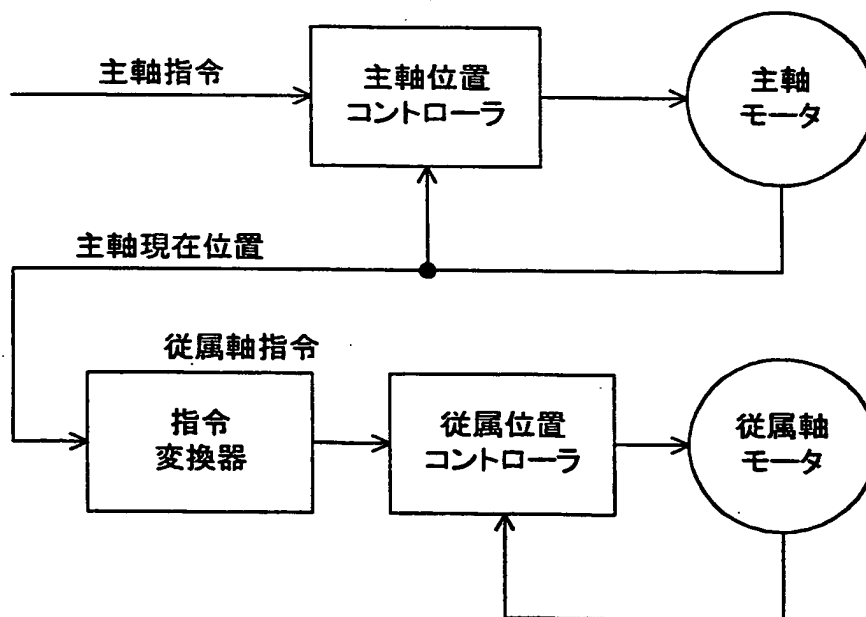 主軸指令
主軸位置
コントローラ
主軸
モータ
主軸現在位置
従属軸指令
指令
変換器
従属位置
コントローラ
従属軸
モータ